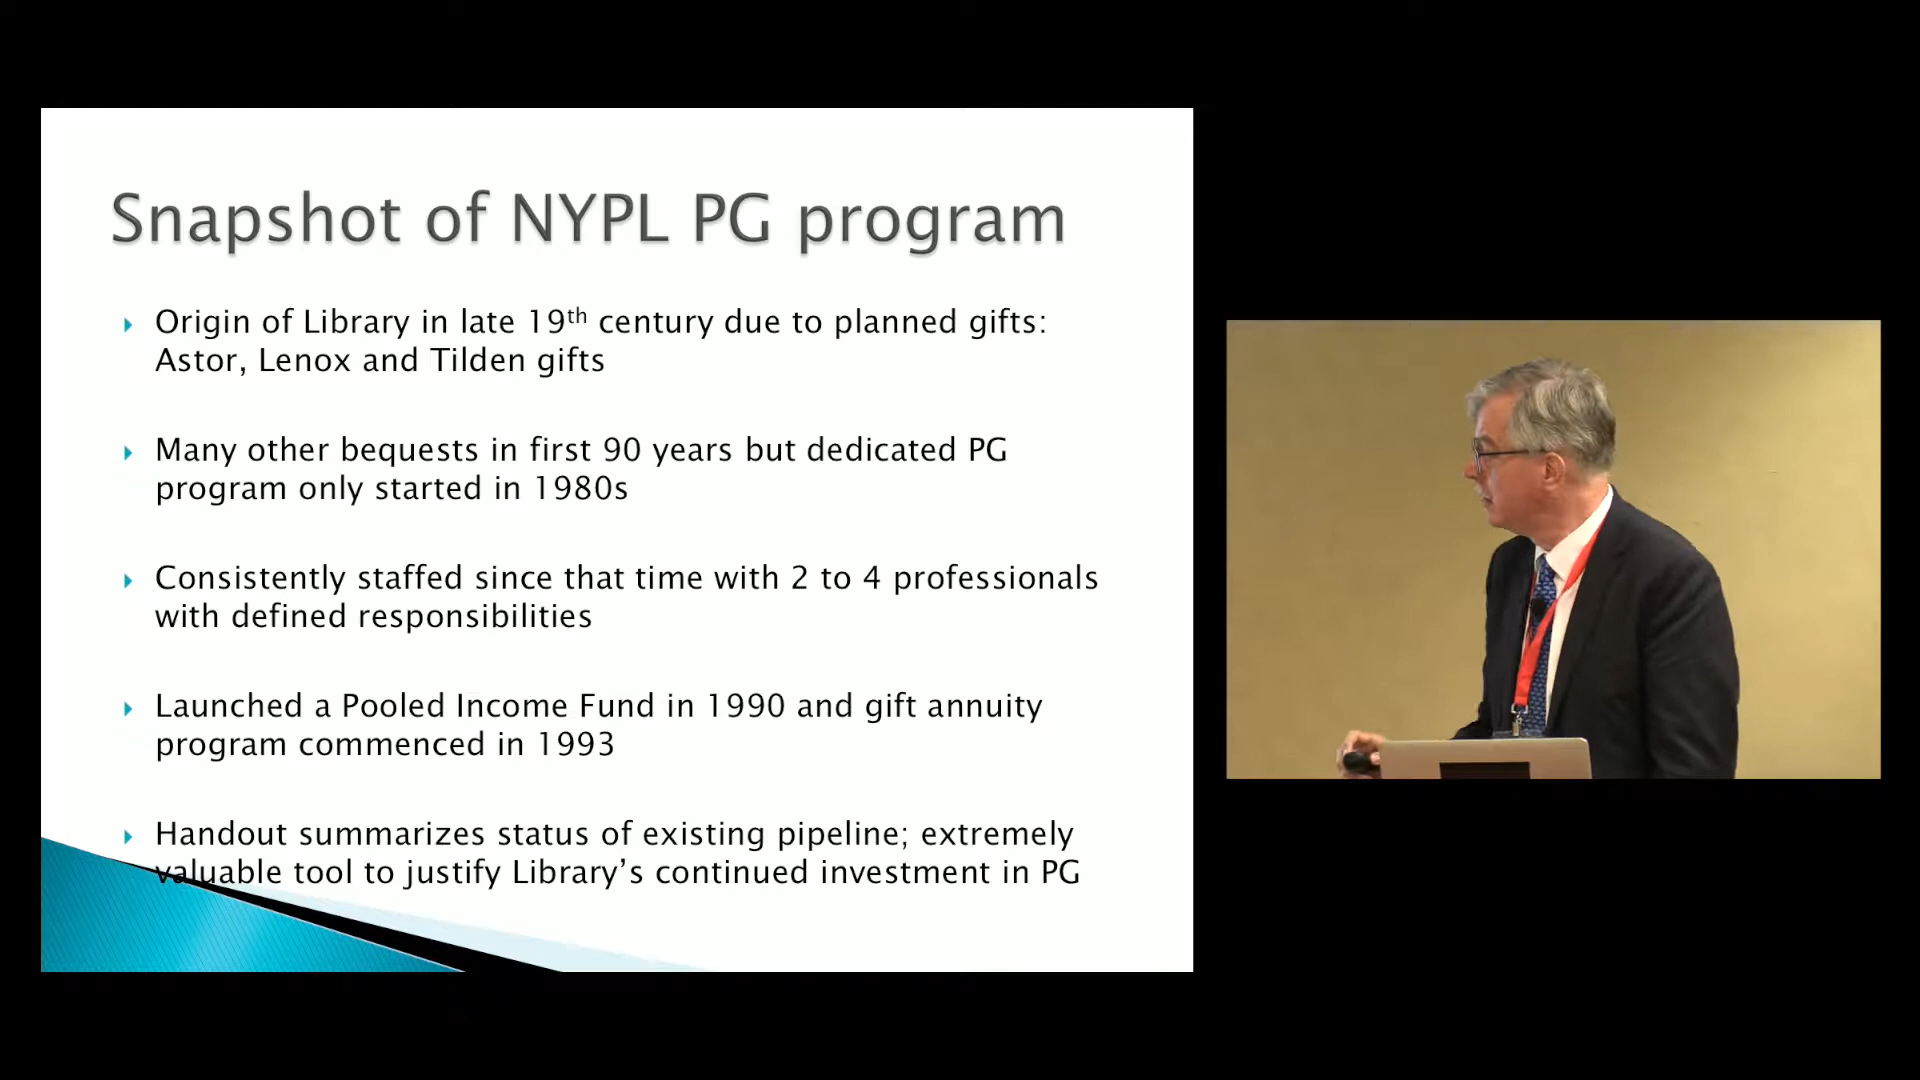 Snapshot of NYPL PG program
Origin of Library in late 19th century due to planned gifts:
Astor, Lenox and Tilden gifts
Many other bequests in first 90 years but dedicated PG
program only started in 1980s
Consistently staffed since that time with 2 to 4 professionals
with defined responsibilities
Launched a Pooled Income Fund in 1990 and gift annuity
program commenced in 1993
Handout summarizes status of existing pipeline; extremely
valuable tool to justify Library’s continued investment in PG